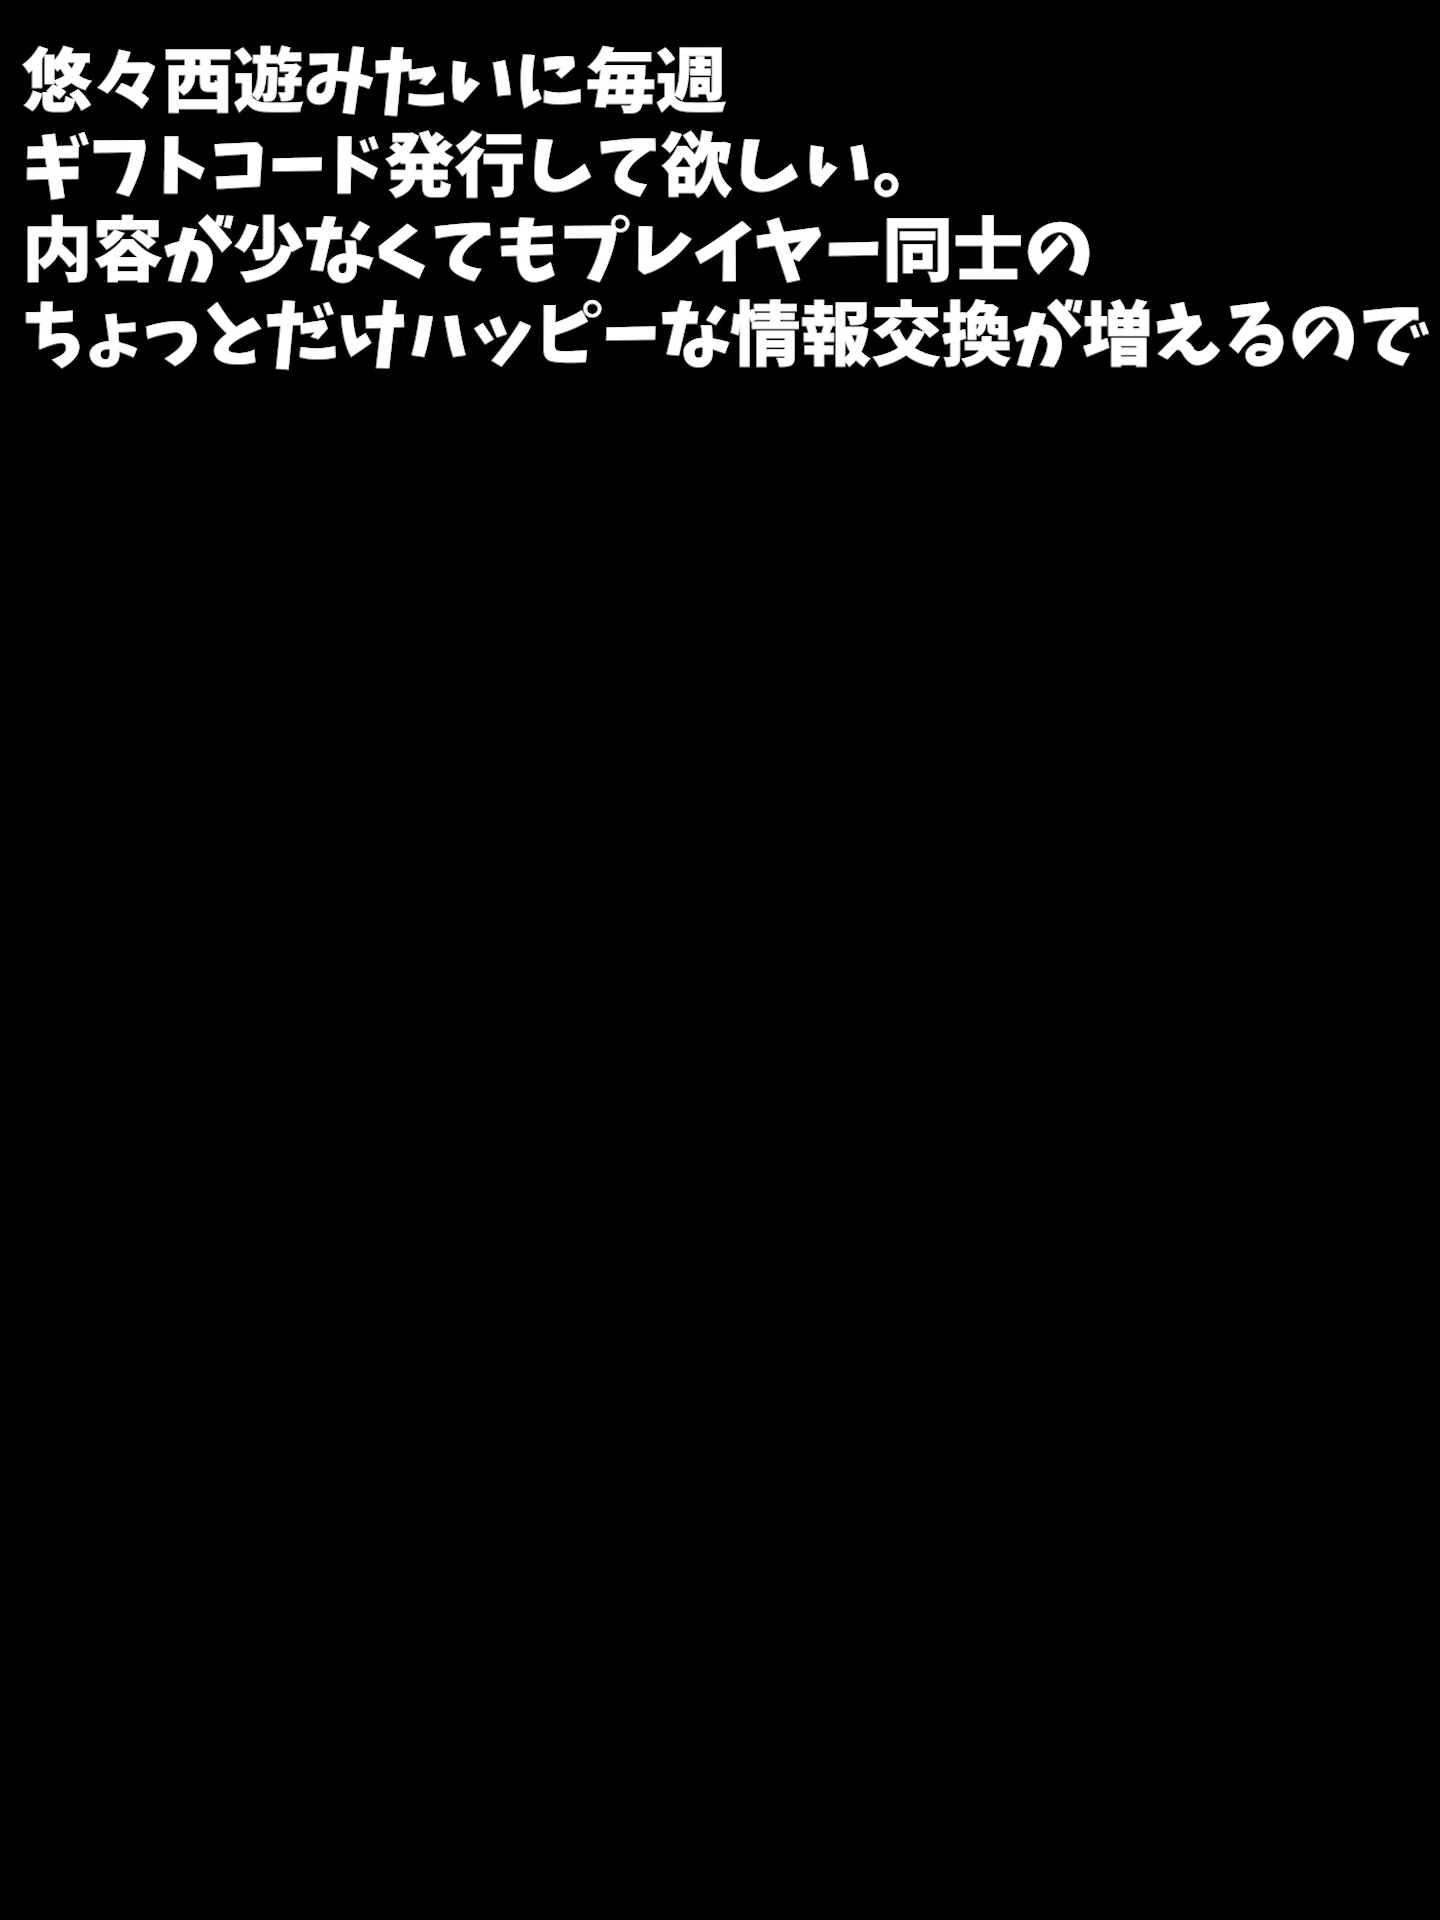 悠々西遊みたいに毎週
ギフトコード発行して欲しい。
内容が少なくてもプレイヤー同士の
ちょっとだけハッピーな情報交換が増えるので